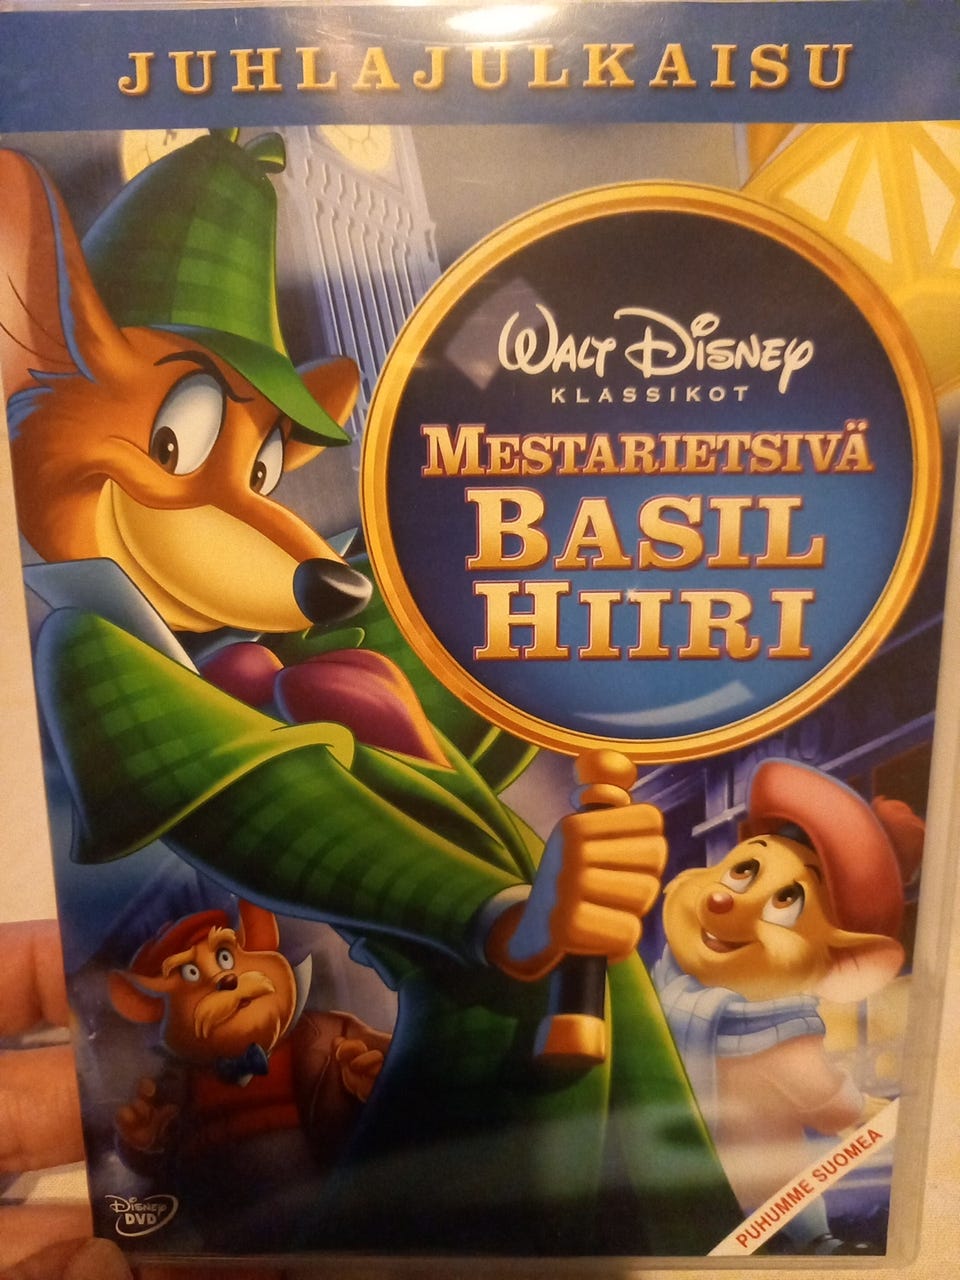 JUHLAJULKAISU
WALT DISNEY
KLASSIKOT
MESTARIETSIVÄ
BASIL
HIIRI
DISNEY
DVD
PUHUMME SUOMEA